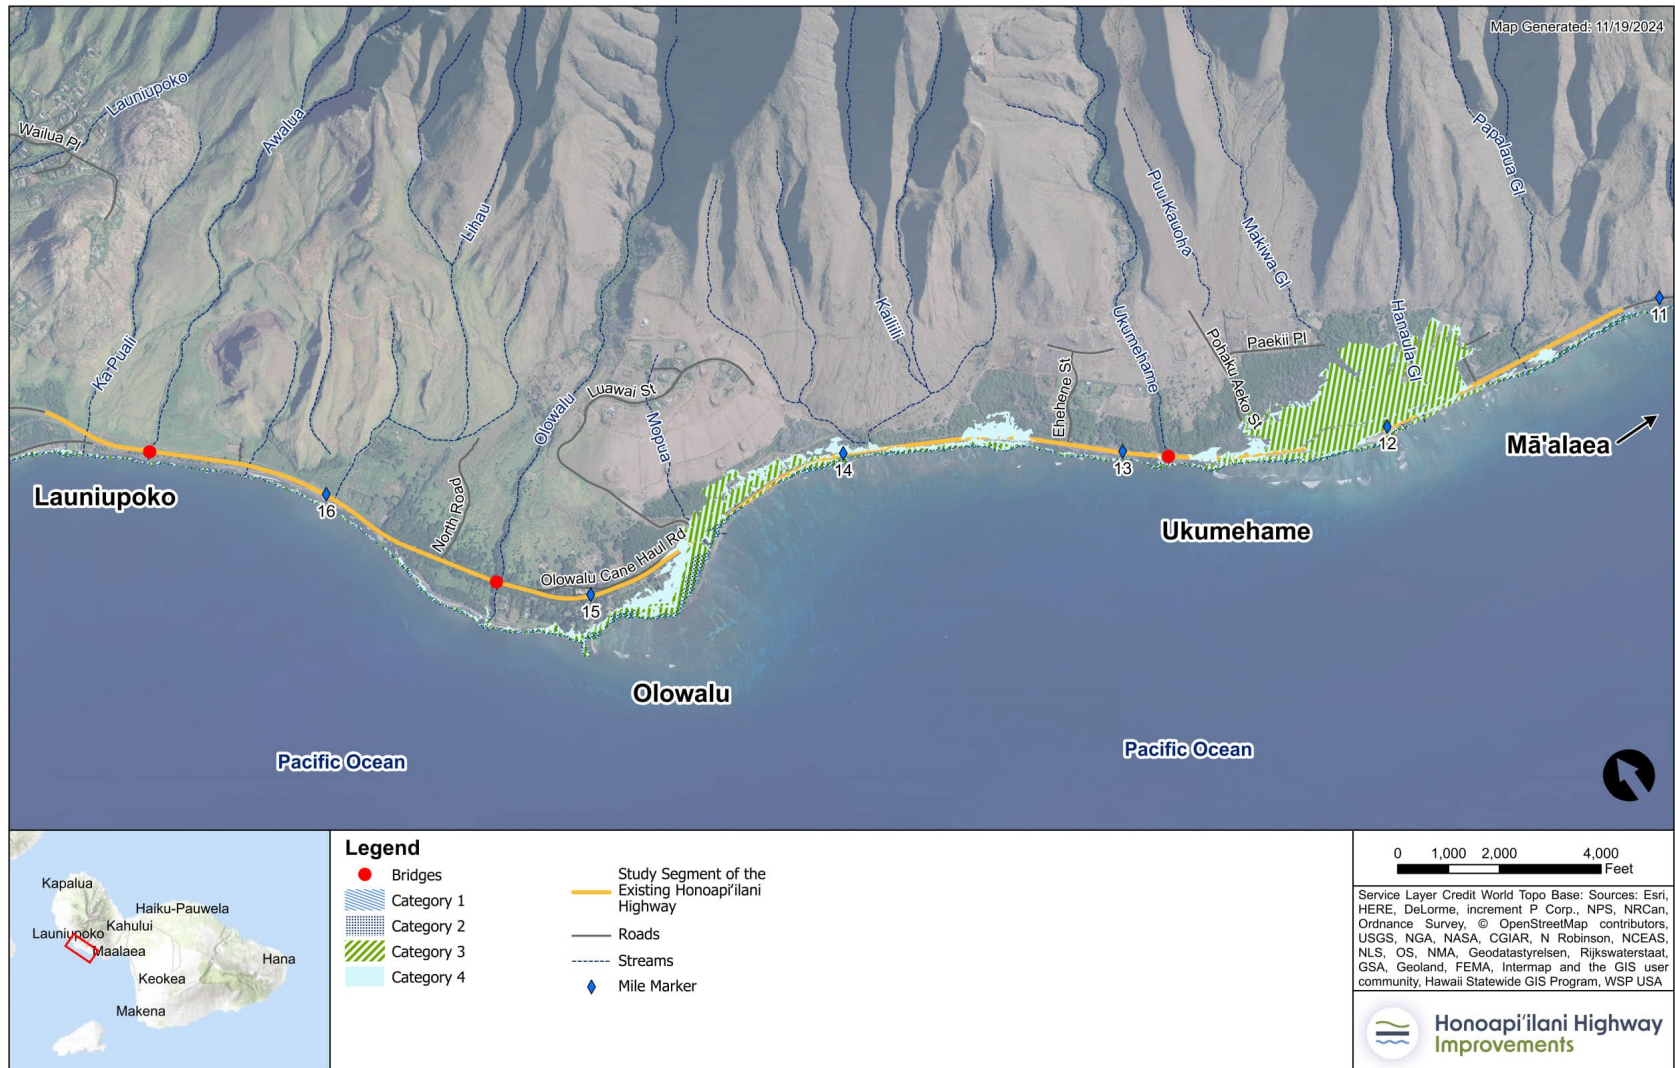 Map Generated: 11/19/2024
Launiupoko
Wailua Pl
Awalua
Lihau
Ka Puali
Olowalu
Luawai St
Mopua
Kailiili
Ehehene St
Ukumehame
Puu Kauoha
Pohaku Aeko St
Makiwa Gl
Paekii Pl
Hanaula Gl
Papalaua Gl
11
12
13
14
15
16
North Road
Olowalu Cane Haul Rd
Launiupoko
Olowalu
Ukumehame
Mā'alaea
Pacific Ocean
Pacific Ocean
Kapalua
Haiku-Pauwela
Kahului
Launiupoko
Maalaea
Hana
Keokea
Makena
Legend
Bridges
Category 1
Category 2
Category 3
Category 4
Study Segment of the
Existing Honoapi‘ilani
Highway
Roads
Streams
Mile Marker
0 1,000 2,000 4,000
Feet
Service Layer Credit World Topo Base: Sources: Esri,
HERE, DeLorme, increment P Corp., NPS, NRCan,
Ordnance Survey, © OpenStreetMap contributors,
USGS, NGA, NASA, CGIAR, N Robinson, NCEAS,
NLS, OS, NMA, Geodatastyrelsen, Rijkswaterstaat,
GSA, Geoland, FEMA, Intermap and the GIS user
community, Hawaii Statewide GIS Program, WSP USA
Honoapi‘ilani Highway
Improvements